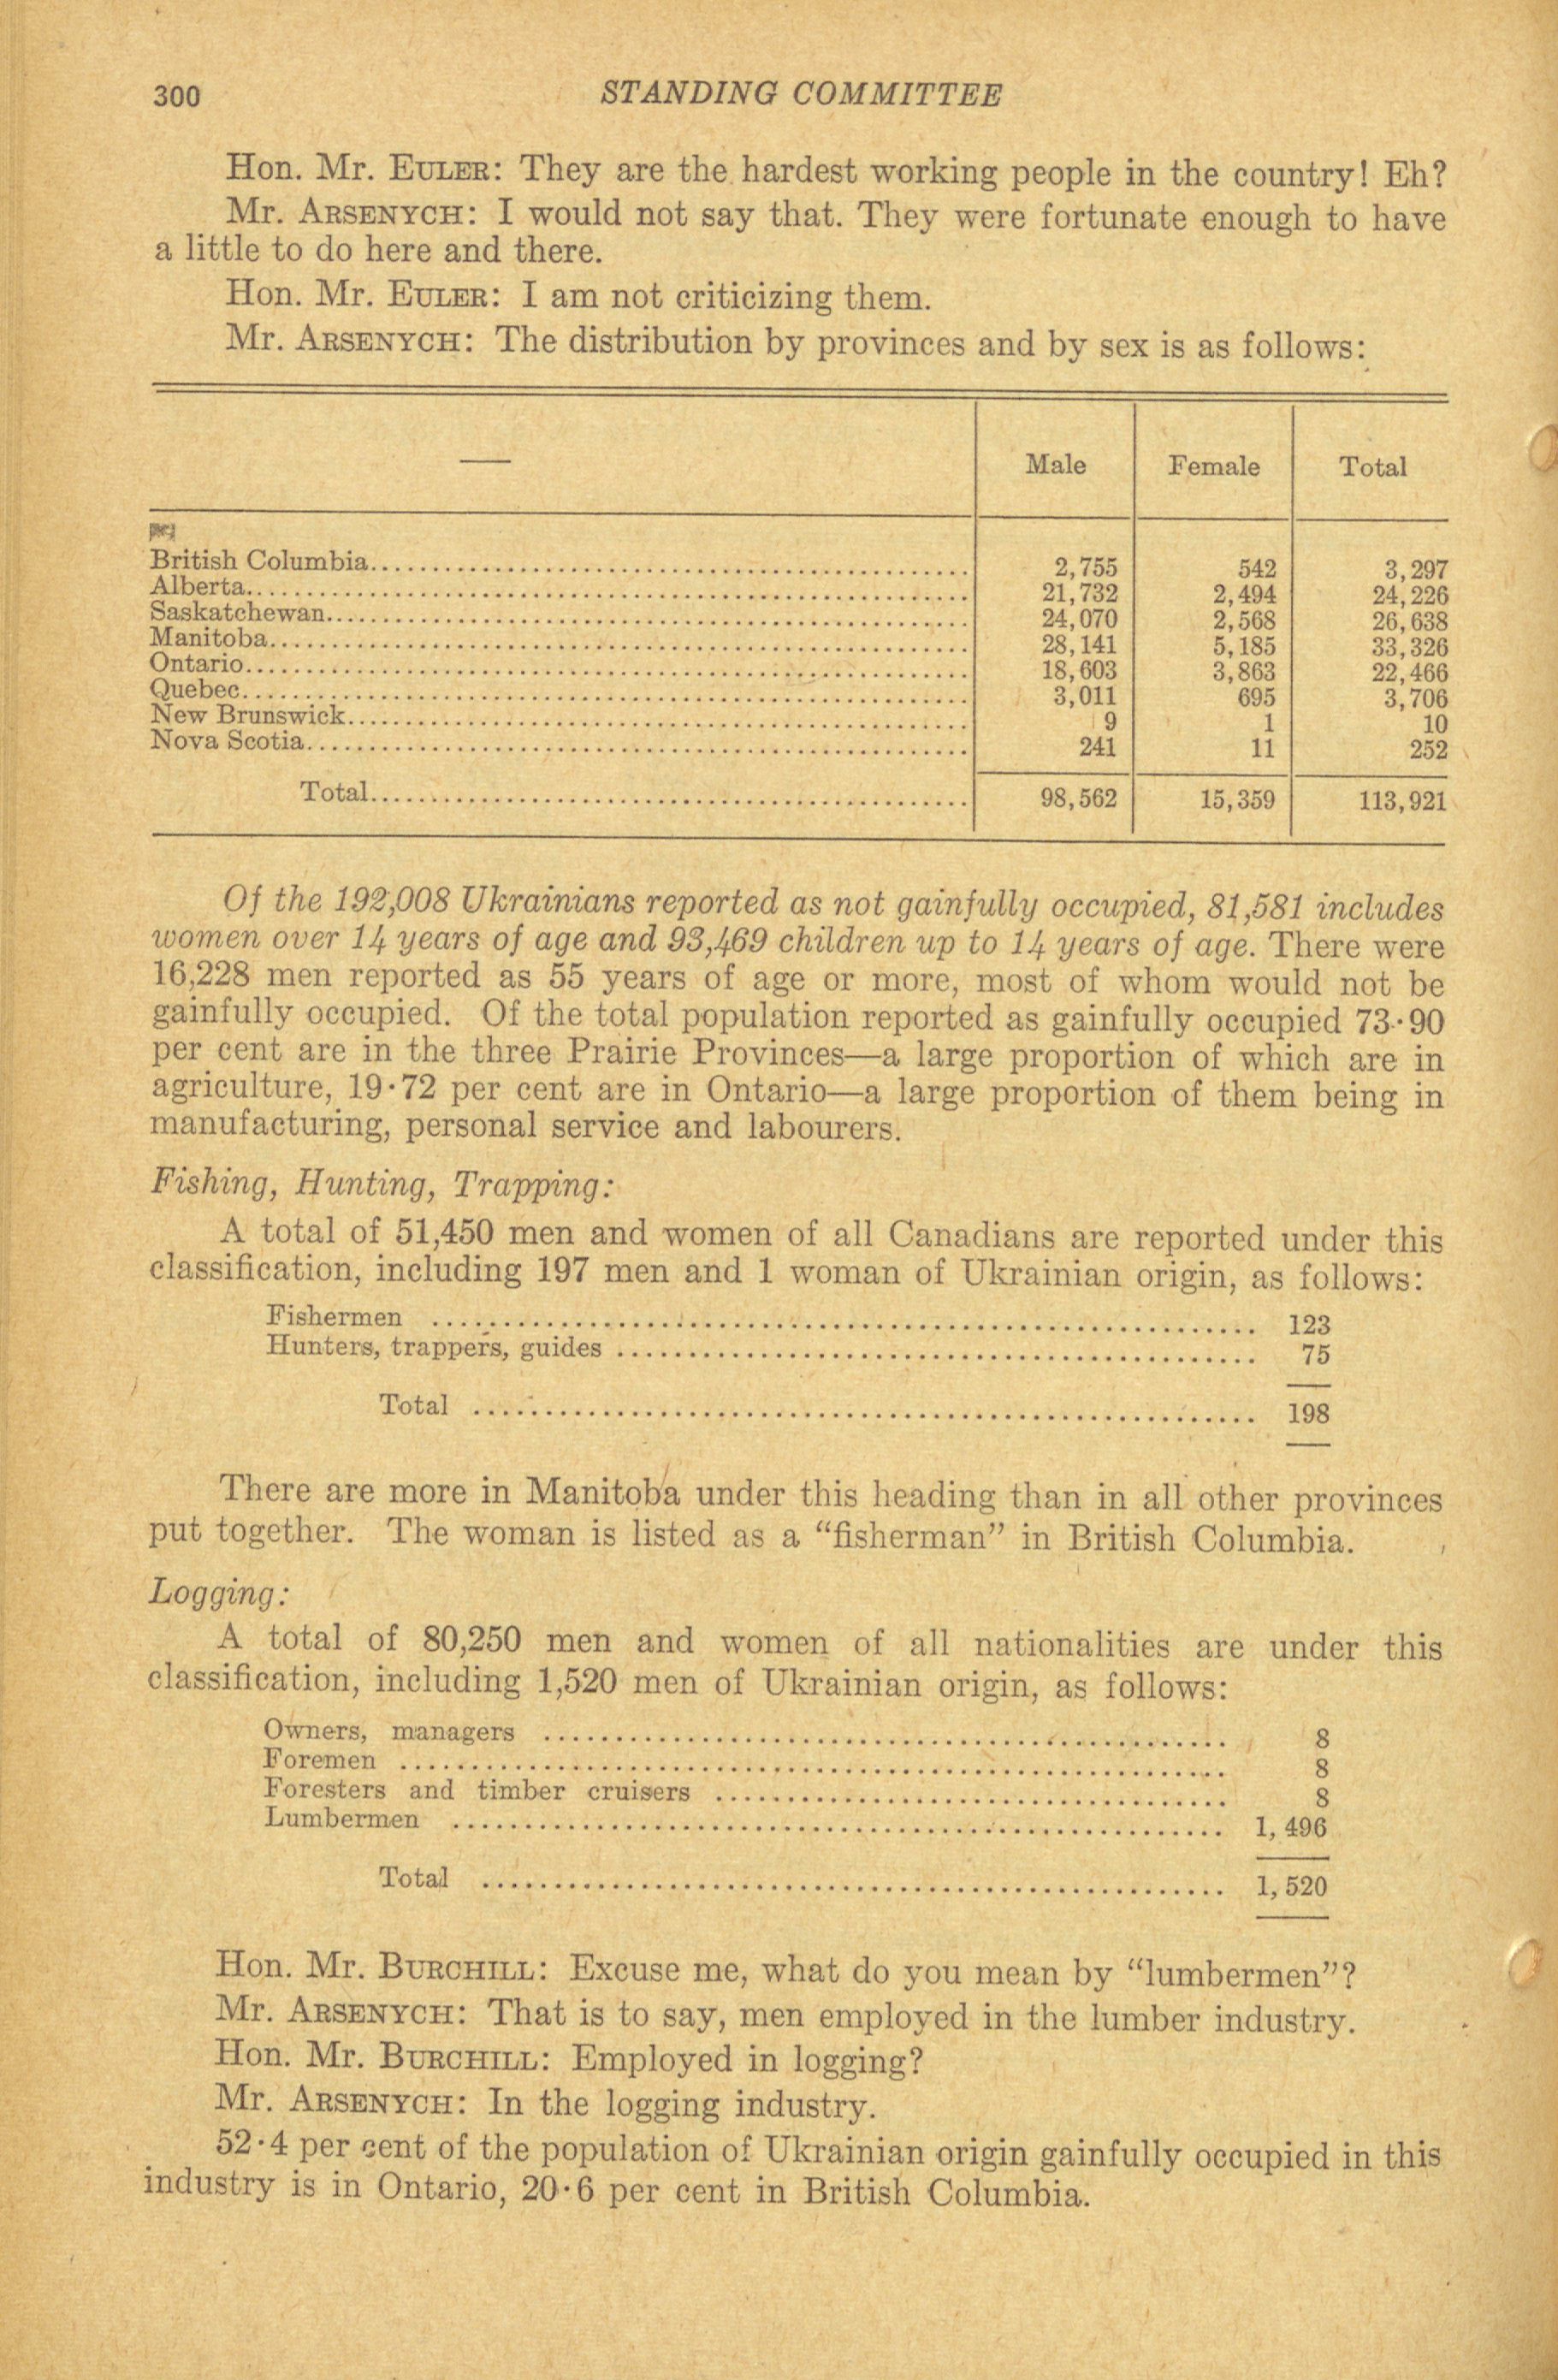 300 STANDING COMMITTEE
Hon. Mr. EULER: They are the hardest working people in the country! Eh?
Mr. ARSENYCH: I would not say that. They were fortunate enough to have
a little to do here and there.
Hon. Mr. EULER: I am not criticizing them.
Mr. ARSENYCH: The distribution by provinces and by sex is as follows:
— Male Female Total
British Columbia 2,755 542 3,297
Alberta 21,732 2,494 24,226
Saskatchewan 24,070 2,568 26,638
Manitoba 28,141 5,185 33,326
Ontario 18,603 3,863 22,466
Quebec 3,011 695 3,706
New Brunswick 9 1 10
Nova Scotia 241 11 252
Total 98,562 15,359 113,921
Of the 192,008 Ukrainians reported as not gainfully occupied, 81,581 includes
women over 14 years of age and 93,469 children up to 14 years of age. There were
16,228 men reported as 55 years of age or more, most of whom would not be
gainfully occupied. Of the total population reported as gainfully occupied 73·90
per cent are in the three Prairie Provinces—a large proportion of which are in
agriculture, 19·72 per cent are in Ontario—a large proportion of them being in
manufacturing, personal service and labourers.
Fishing, Hunting, Trapping:
A total of 51,450 men and women of all Canadians are reported under this
classification, including 197 men and 1 woman of Ukrainian origin, as follows:
Fishermen 123
Hunters, trappers, guides 75
Total 198
There are more in Manitoba under this heading than in all other provinces
put together. The woman is listed as a “fisherman” in British Columbia.
Logging:
A total of 80,250 men and women of all nationalities are under this
classification, including 1,520 men of Ukrainian origin, as follows:
Owners, managers 8
Foremen 8
Foresters and timber cruisers 8
Lumbermen 1,496
Total 1,520
Hon. Mr. BURCHILL: Excuse me, what do you mean by “lumbermen”?
Mr. ARSENYCH: That is to say, men employed in the lumber industry.
Hon. Mr. BURCHILL: Employed in logging?
Mr. ARSENYCH: In the logging industry.
52·4 per cent of the population of Ukrainian origin gainfully occupied in this
industry is in Ontario, 20·6 per cent in British Columbia.